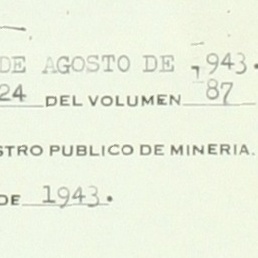 DE AGOSTO DE 1943.
24 DEL VOLUMEN 87
STRO PUBLICO DE MINERIA.
DE 1943.